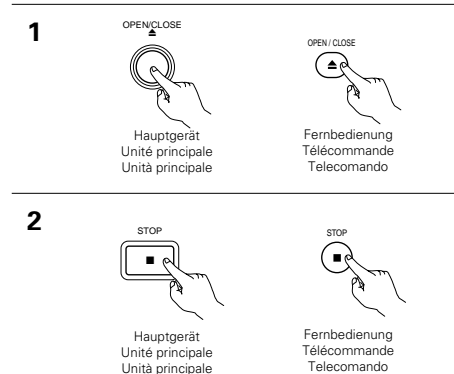 1
OPEN/CLOSE
Hauptgerät
Unité principale
Unità principale
OPEN / CLOSE
Fernbedienung
Télécommande
Telecomando
2
STOP
Hauptgerät
Unité principale
Unità principale
STOP
Fernbedienung
Télécommande
Telecomando